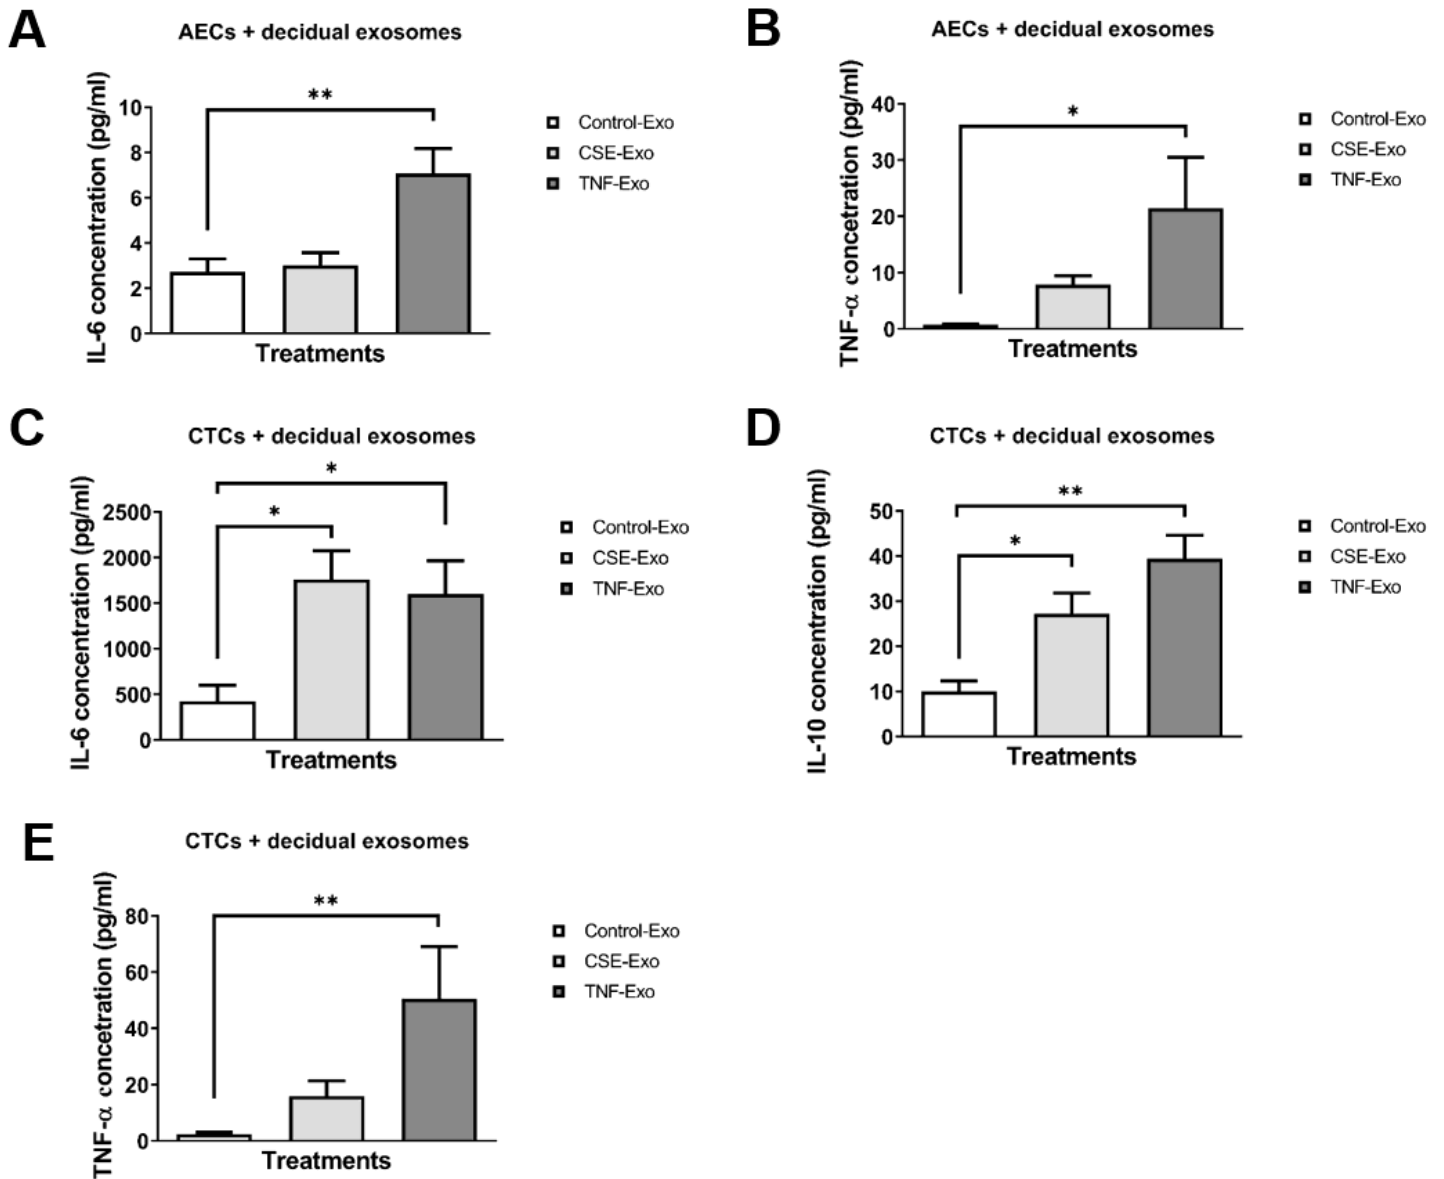 A
AECs + decidual exosomes
IL-6 concentration (pg/ml)
10
8
6
4
2
0
**
Treatments
Control-Exo
CSE-Exo
TNF-Exo
B
AECs + decidual exosomes
TNF-α concetration (pg/ml)
40
30
20
10
0
*
Treatments
Control-Exo
CSE-Exo
TNF-Exo
C
CTCs + decidual exosomes
IL-6 concentration (pg/ml)
2500
2000
1500
1000
500
0
*
*
Treatments
Control-Exo
CSE-Exo
TNF-Exo
D
CTCs + decidual exosomes
IL-10 concentration (pg/ml)
50
40
30
20
10
0
**
*
Treatments
Control-Exo
CSE-Exo
TNF-Exo
E
CTCs + decidual exosomes
TNF-α concetration (pg/ml)
80
60
40
20
0
**
Treatments
Control-Exo
CSE-Exo
TNF-Exo